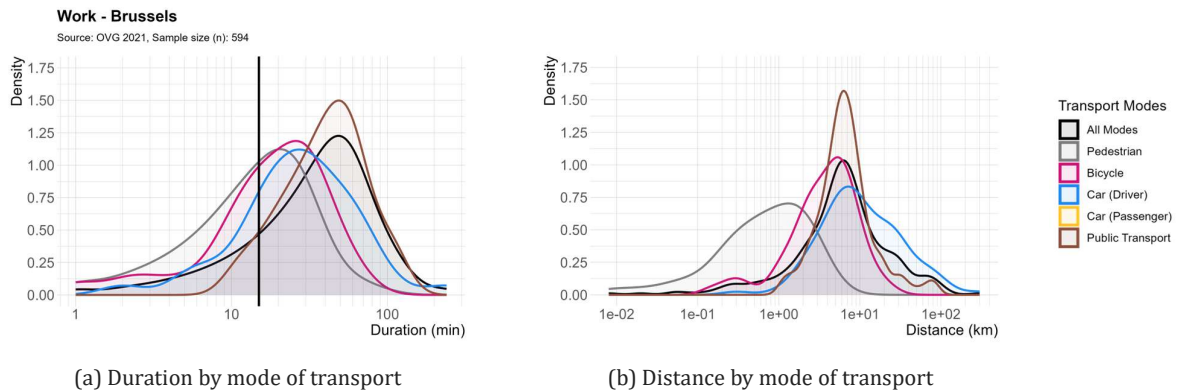 Work - Brussels
Source: OVG 2021, Sample size (n): 594
Density
1.75
1.50
1.25
1.00
0.75
0.50
0.25
0.00
1
10
100
Duration (min)
(a) Duration by mode of transport
Density
1.75
1.50
1.25
1.00
0.75
0.50
0.25
0.00
1e-02
1e-01
1e+00
1e+01
1e+02
Distance (km)
(b) Distance by mode of transport
Transport Modes
All Modes
Pedestrian
Bicycle
Car (Driver)
Car (Passenger)
Public Transport